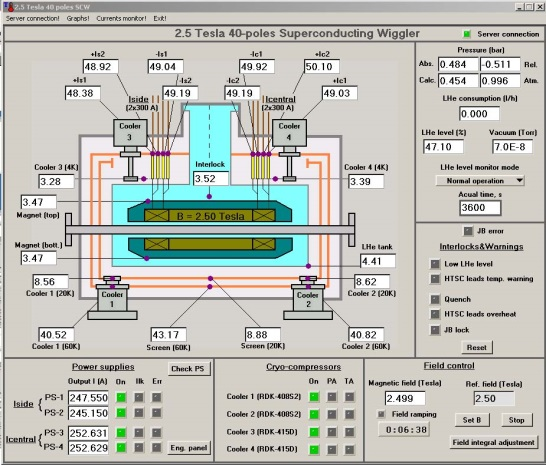 2.5 Tesla 40 poles SCW
Server connection! Graphs! Currents monitor! Exit!
2.5 Tesla 40-poles Superconducting Wiggler
Server connection
+Is2 -Is1 -Ic1 +Ic2
48.92 49.04 49.92 50.10
+Is1 -Is2 -Ic2 +Ic1
48.38 49.19 49.19 49.03
Iside (2x300 A)
Icentral (2x300 A)
Cooler 3
Cooler 4
Cooler 3 (4K)
3.28
Interlock
3.52
Cooler 4 (4K)
3.39
3.47
Magnet (top)
B = 2.50 Tesla
Magnet (bott.)
3.47
LHe tank
4.41
8.56
Cooler 1 (20K)
8.62
Cooler 2 (20K)
Cooler 1
Cooler 2
40.52 43.17 8.88 40.82
Cooler 1 (60K) Screen (60K) Screen (20K) Cooler 2 (60K)
Pressure (bar)
Abs. 0.484 -0.511 Rel.
Calc. 0.454 0.996 Atm.
LHe consumption (l/h)
0.000
LHe level (%) Vacuum (Torr)
47.10 7.0E-8
LHe level monitor mode
Normal operation
Acual time, s
3600
JB error
Interlocks&Warnings
Low LHe level
HTSC leads temp. warning
Quench
HTSC leads overheat
JB lock
Reset
Power supplies
Check PS
Output I (A) On Ilk Err
Iside { PS-1 247.550
PS-2 245.150
Icentral { PS-3 252.631
PS-4 252.629
Eng. panel
Cryo-compressors
On PA TA
Cooler 1 (RDK-408S2)
Cooler 2 (RDK-408S2)
Cooler 3 (RDK-415D)
Cooler 4 (RDK-415D)
Field control
Magnetic field (Tesla) Ref. field (Tesla)
2.499 2.50
Field ramping
0:06:38
Set B Stop
Field integral adjustment